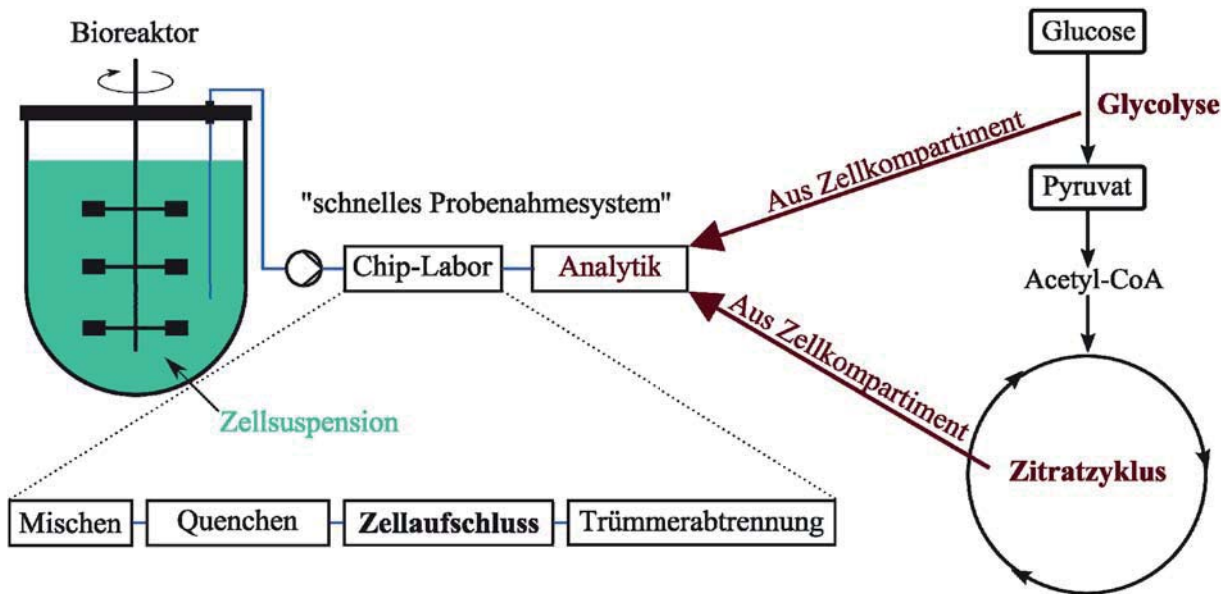 Bioreaktor
Zellsuspension
"schnelles Probenahmesystem"
Chip-Labor
Analytik
Mischen
Quenchen
Zellaufschluss
Trümmerabtrennung
Aus Zellkompartiment
Aus Zellkompartiment
Glucose
Glycolyse
Pyruvat
Acetyl-CoA
Zitratzyklus